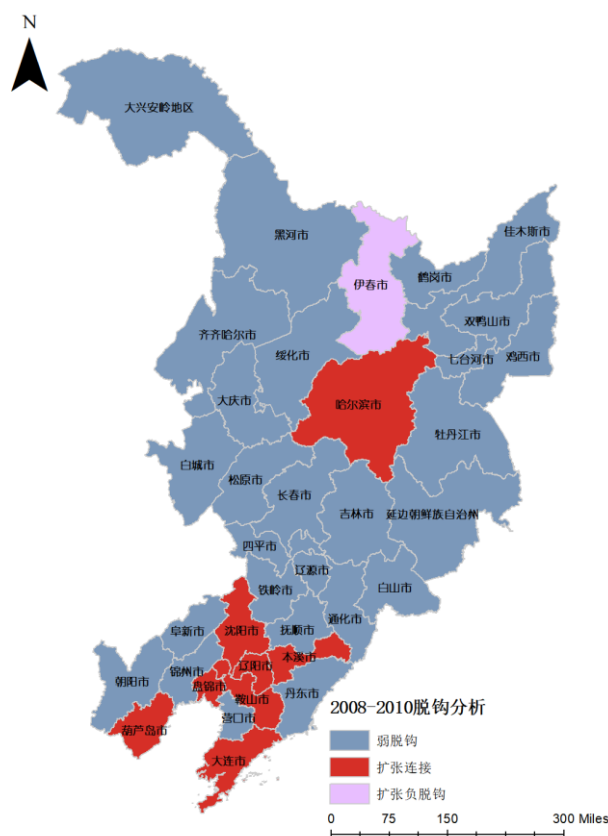 N
大兴安岭地区
黑河市
佳木斯市
鹤岗市
伊春市
双鸭山市
齐齐哈尔市
绥化市
七台河市
鸡西市
大庆市
哈尔滨市
牡丹江市
白城市
松原市
长春市
吉林市
延边朝鲜族自治州
四平市
辽源市
铁岭市
白山市
通化市
阜新市
沈阳市
抚顺市
本溪市
辽阳市
锦州市
朝阳市
盘锦市
鞍山市
丹东市
营口市
葫芦岛市
大连市
2008-2010脱钩分析
弱脱钩
扩张连接
扩张负脱钩
0 75 150 300 Miles